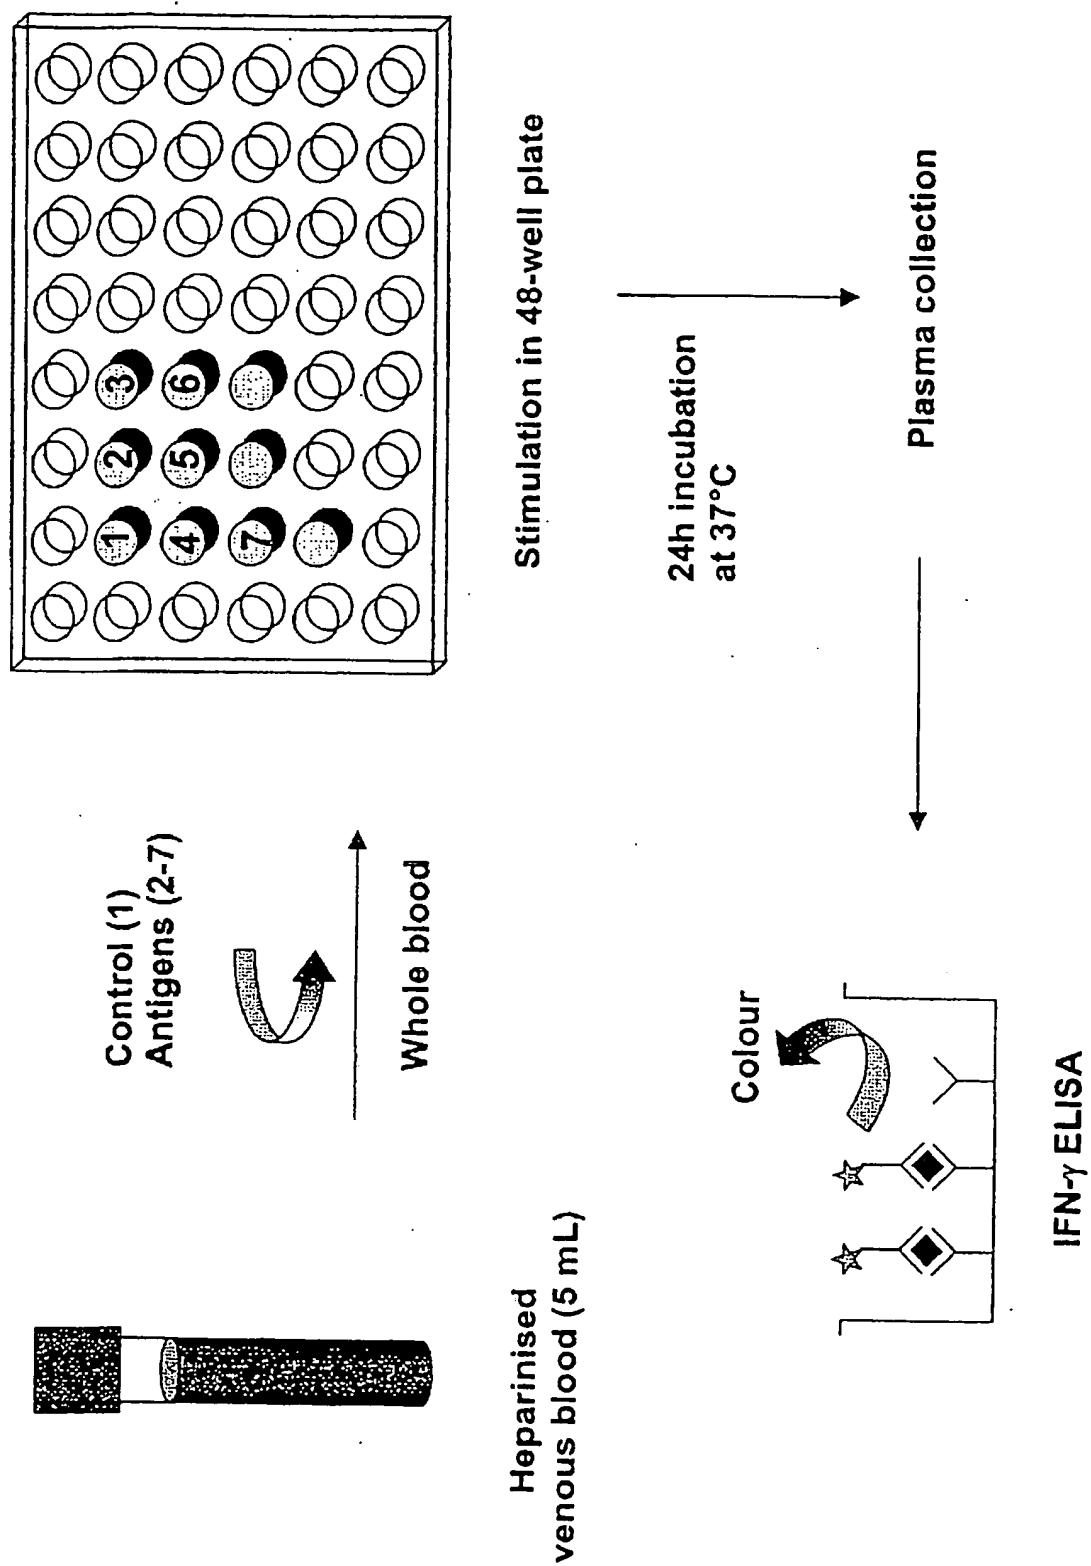 Heparinised
venous blood (5 mL)
Control (1)
Antigens (2-7)
Whole blood
1 2 3
4 5 6
7
Stimulation in 48-well plate
24h incubation
at 37°C
Plasma collection
Colour
IFN-γ ELISA